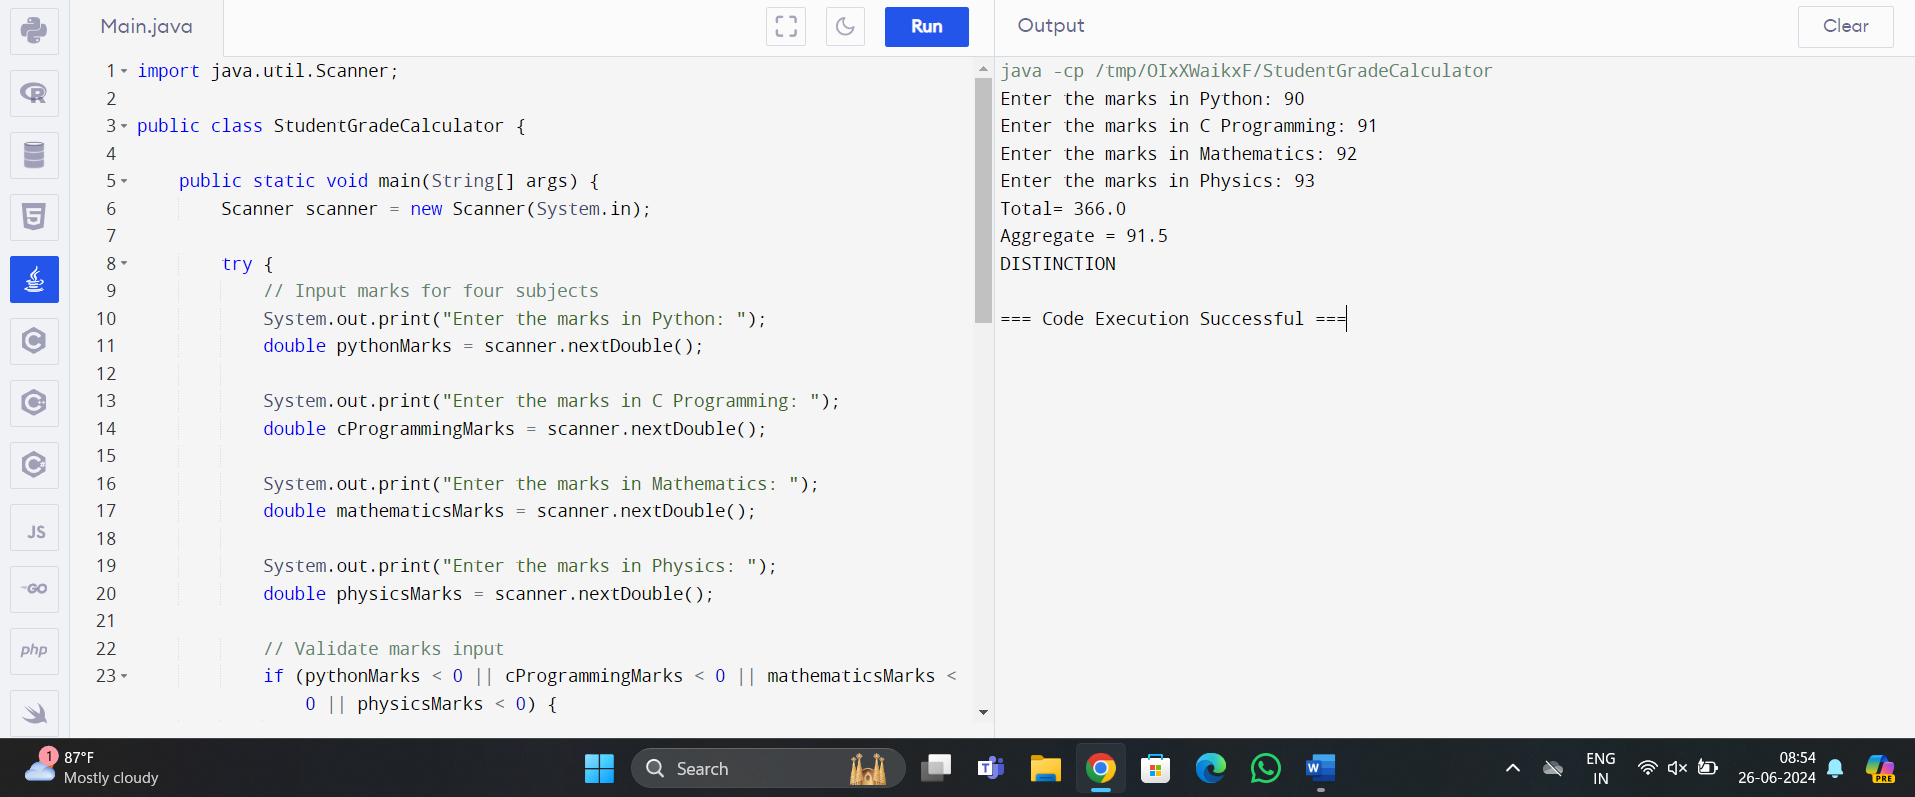 Main.java
Run
1 import java.util.Scanner;
2
3 public class StudentGradeCalculator {
4
5 public static void main(String[] args) {
6 Scanner scanner = new Scanner(System.in);
7
8 try {
9 // Input marks for four subjects
10 System.out.print("Enter the marks in Python: ");
11 double pythonMarks = scanner.nextDouble();
12
13 System.out.print("Enter the marks in C Programming: ");
14 double cProgrammingMarks = scanner.nextDouble();
15
16 System.out.print("Enter the marks in Mathematics: ");
17 double mathematicsMarks = scanner.nextDouble();
18
19 System.out.print("Enter the marks in Physics: ");
20 double physicsMarks = scanner.nextDouble();
21
22 // Validate marks input
23 if (pythonMarks < 0 || cProgrammingMarks < 0 || mathematicsMarks <
0 || physicsMarks < 0) {
Output
Clear
java -cp /tmp/OIxXWaikxF/StudentGradeCalculator
Enter the marks in Python: 90
Enter the marks in C Programming: 91
Enter the marks in Mathematics: 92
Enter the marks in Physics: 93
Total= 366.0
Aggregate = 91.5
DISTINCTION
=== Code Execution Successful ===
R
5
C
C
C
JS
GO
php
1
87°F
Mostly cloudy
Search
T
W
ENG
IN
08:54
26-06-2024
PRE